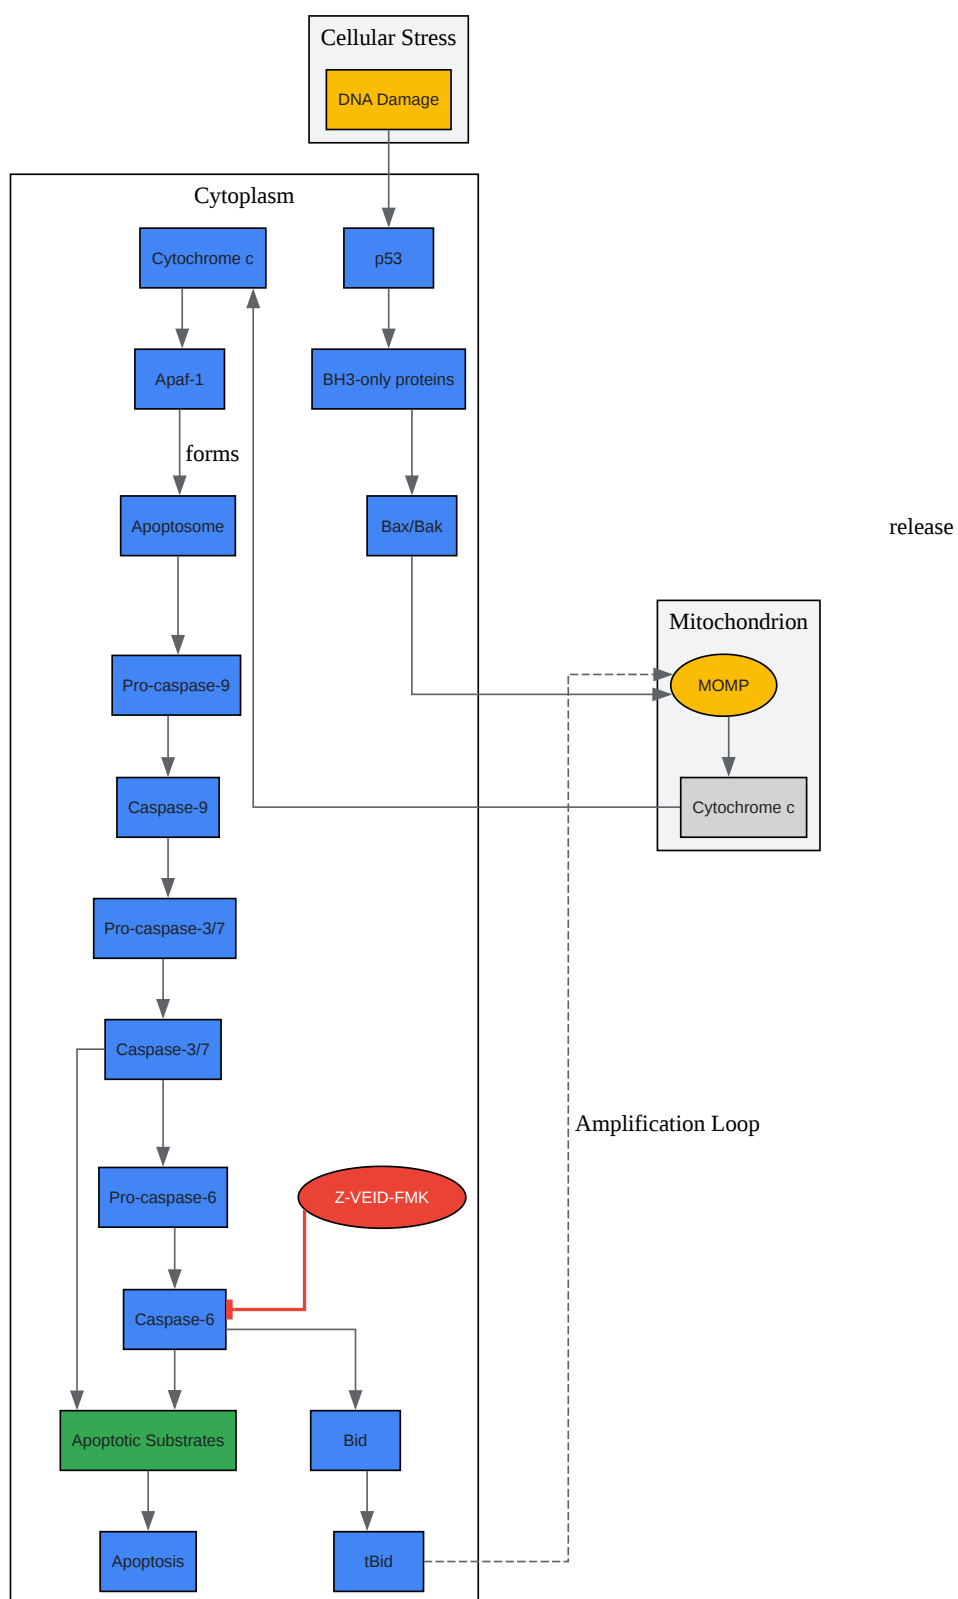 Cellular Stress
DNA Damage
Cytoplasm
Cytochrome c
p53
Apaf-1
BH3-only proteins
forms
Apoptosome
Bax/Bak
release
Mitochondrion
Pro-caspase-9
MOMP
Caspase-9
Cytochrome c
Pro-caspase-3/7
Caspase-3/7
Amplification Loop
Pro-caspase-6
Z-VEID-FMK
Caspase-6
Apoptotic Substrates
Bid
Apoptosis
tBid